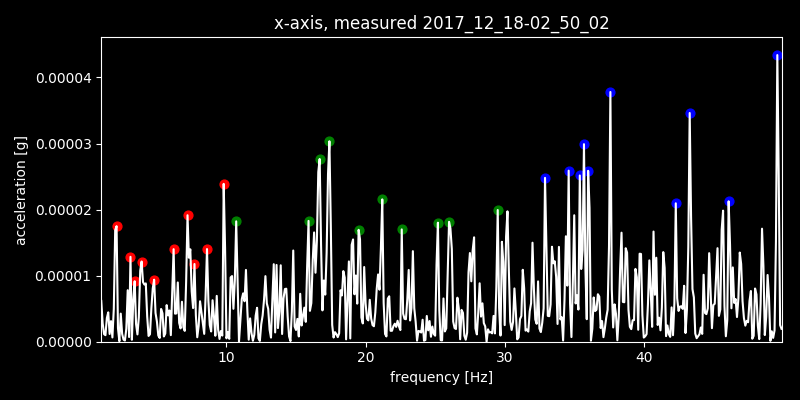 x-axis, measured 2017_12_18-02_50_02
acceleration [g]
0.00004
0.00003
0.00002
0.00001
0.00000
10 20 30 40
frequency [Hz]